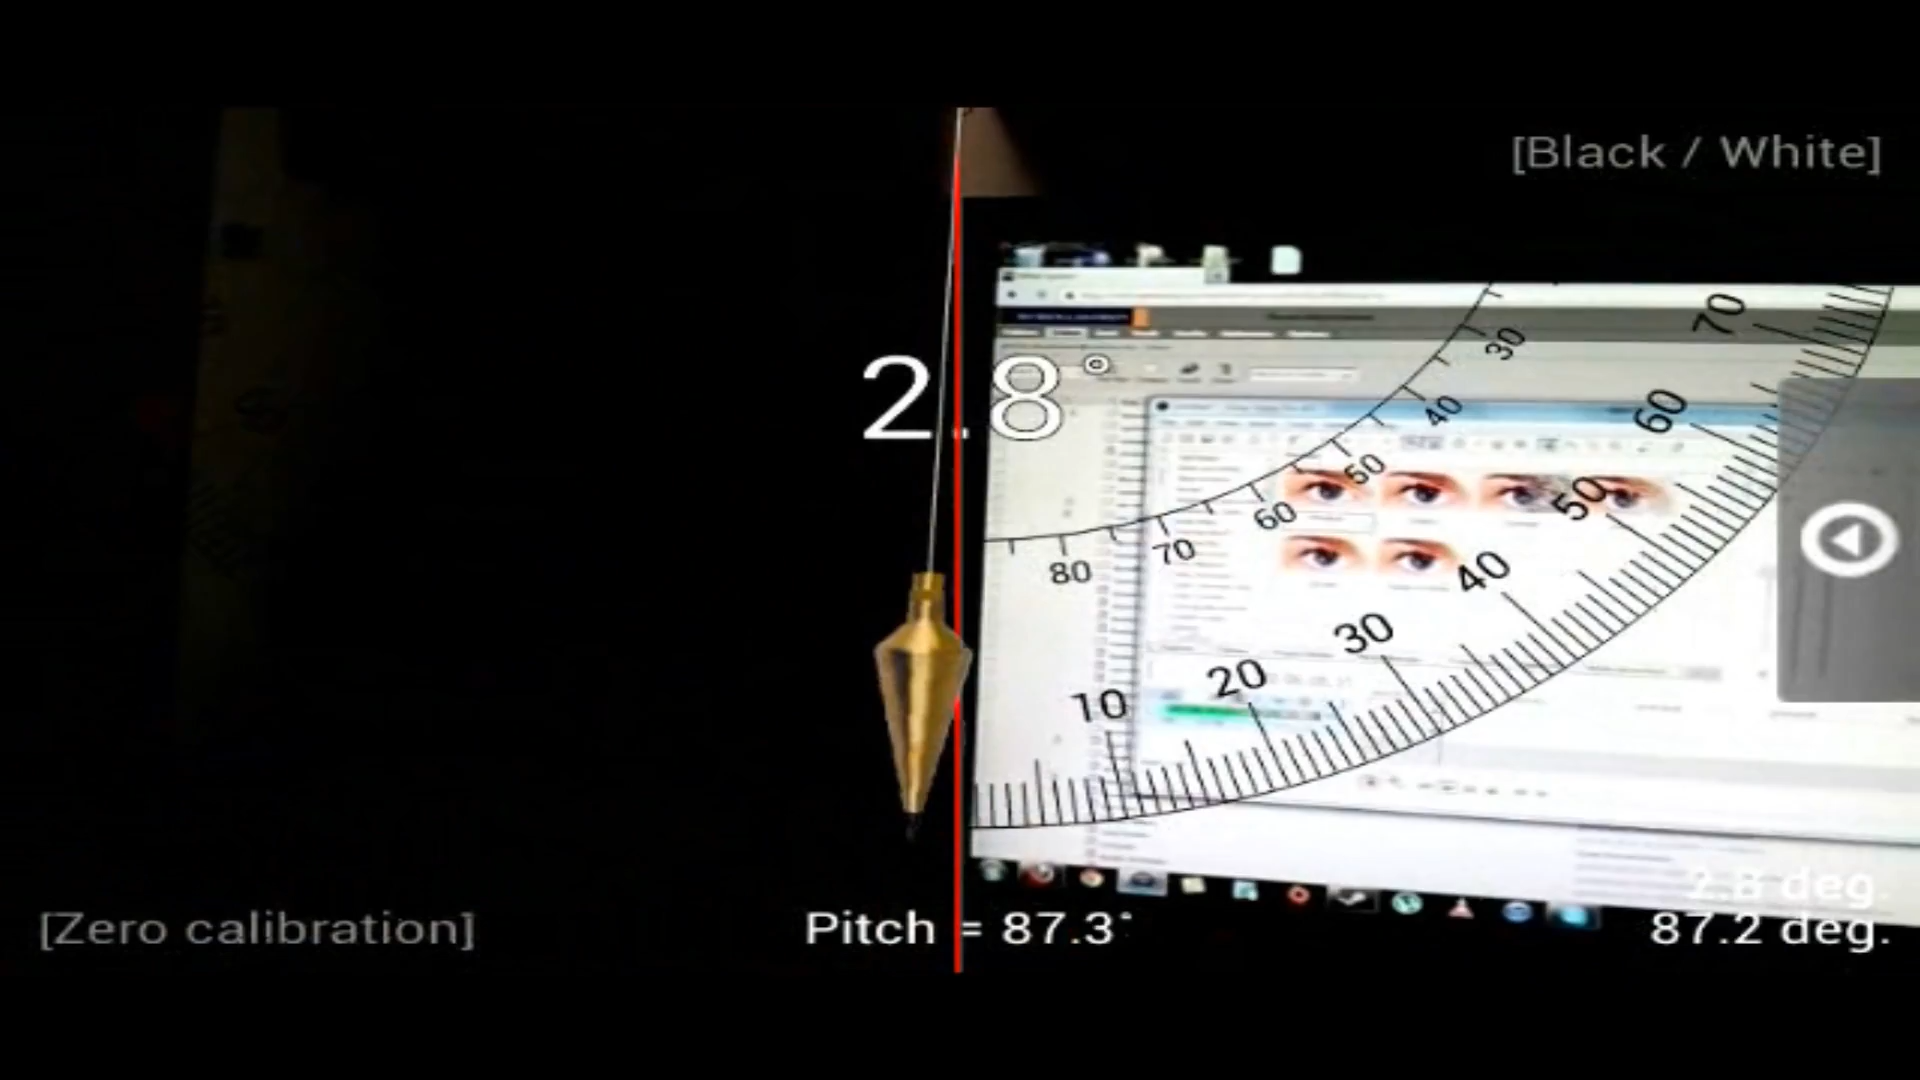 [Black / White]
2.8°
30
70
40
60
50
50
60
70
80
40
30
20
10
2.8 deg.
[Zero calibration]
Pitch = 87.3°
87.2 deg.